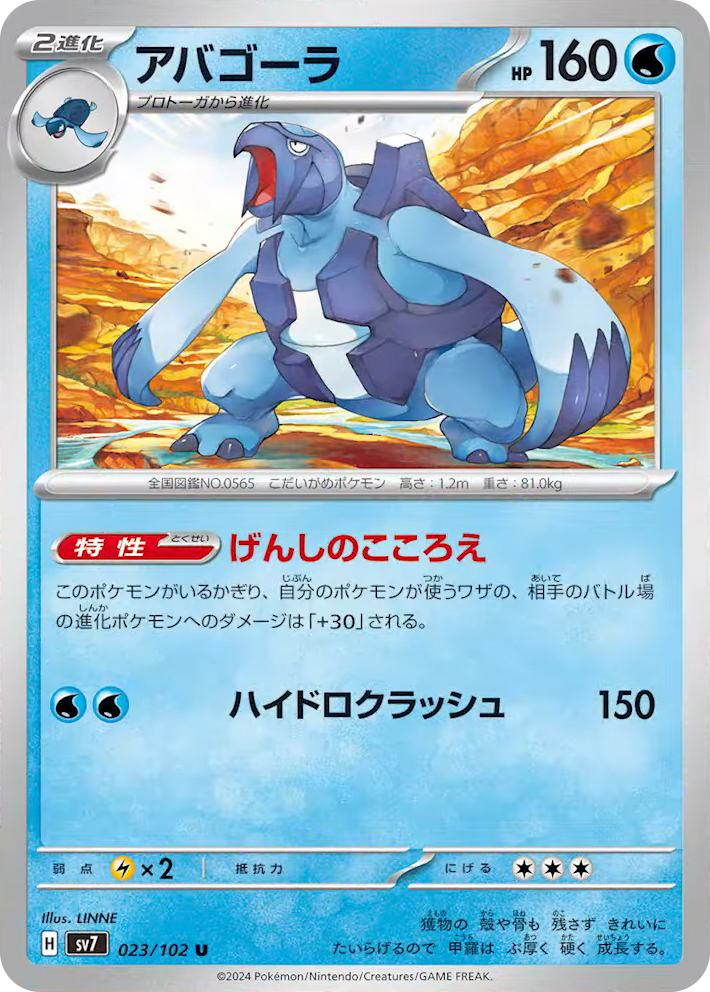 2進化
アバゴーラ
HP 160
プロトーガから進化
全国図鑑NO.0565 こだいがめポケモン 高さ：1.2m 重さ：81.0kg
特性 とくせい げんしのこころえ
このポケモンがいるかぎり、自分のポケモンが使うワザの、相手のバトル場
の進化ポケモンへのダメージは「+30」される。
ハイドロクラッシュ 150
弱点 ×2 抵抗力 にげる
Illus. LINNE
獲物の 殻や骨も 残さず きれいに
たいらげるので 甲羅は ぶ厚く 硬く 成長する。
H sv7 023/102 U
©2024 Pokémon/Nintendo/Creatures/GAME FREAK.